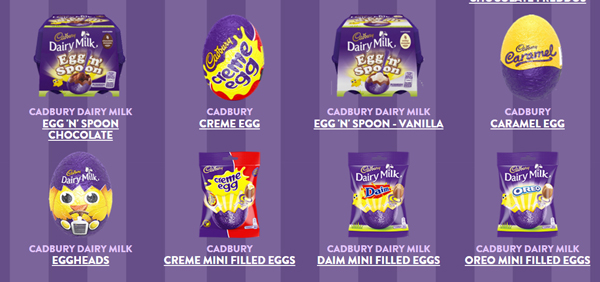 CHOCOLATE FREDDOS
Cadbury
Dairy Milk
Egg 'n' Spoon
Cadbury
creme egg
Cadbury
Dairy Milk
Egg 'n' Spoon
Cadbury
Caramel
CADBURY DAIRY MILK
EGG 'N' SPOON
CHOCOLATE
CADBURY
CREME EGG
CADBURY DAIRY MILK
EGG 'N' SPOON - VANILLA
CADBURY
CARAMEL EGG
Cadbury
Dairy Milk
Cadbury
creme egg
Cadbury
Dairy Milk
Daim
Cadbury
Dairy Milk
OREO
CADBURY DAIRY MILK
EGGHEADS
CADBURY
CREME MINI FILLED EGGS
CADBURY DAIRY MILK
DAIM MINI FILLED EGGS
CADBURY DAIRY MILK
OREO MINI FILLED EGGS